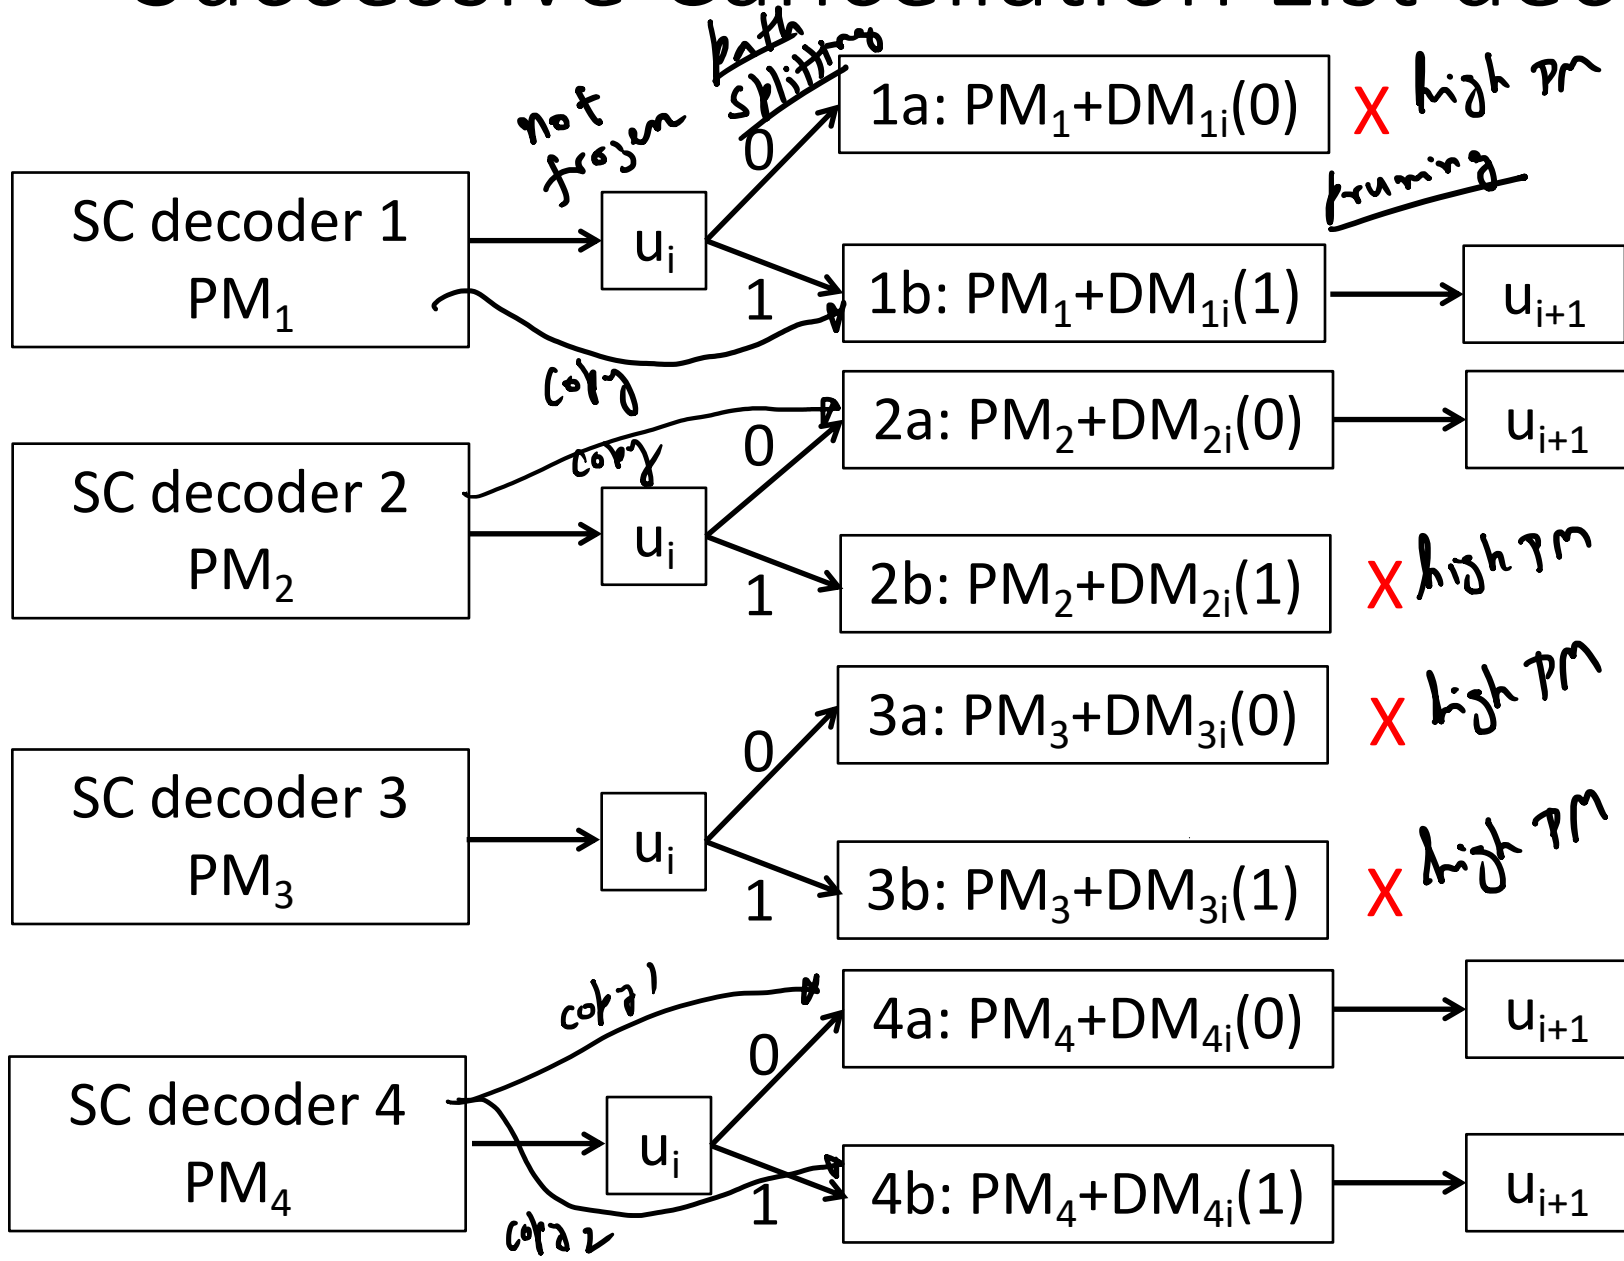 path
splitting
not
frozen
0
1a: PM1+DM1i(0)
X
high PM
pruning
SC decoder 1
PM1
ui
1
1b: PM1+DM1i(1)
ui+1
copy
2a: PM2+DM2i(0)
ui+1
0
copy
SC decoder 2
PM2
ui
1
2b: PM2+DM2i(1)
X
high PM
3a: PM3+DM3i(0)
X
high PM
0
SC decoder 3
PM3
ui
1
3b: PM3+DM3i(1)
X
high PM
copy 1
0
4a: PM4+DM4i(0)
ui+1
SC decoder 4
PM4
ui
1
4b: PM4+DM4i(1)
ui+1
copy 2